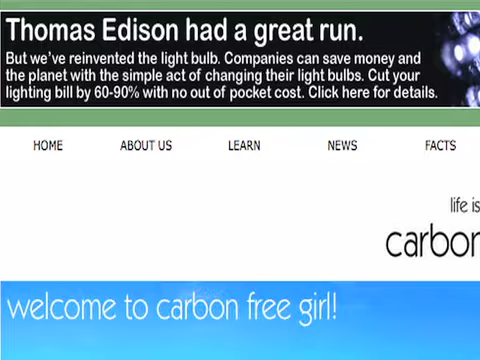 Thomas Edison had a great run.
But we've reinvented the light bulb. Companies can save money and
the planet with the simple act of changing their light bulbs. Cut your
lighting bill by 60-90% with no out of pocket cost. Click here for details.
HOME ABOUT US LEARN NEWS FACTS
life is
carbon
welcome to carbon free girl!